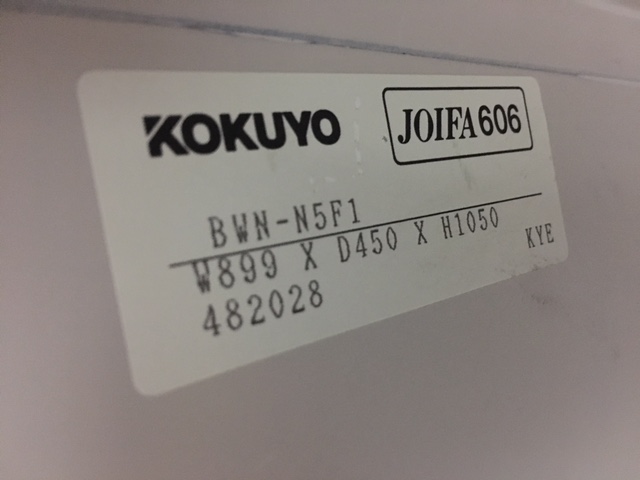 KOKUYO
JOIFA606
BWN-N5F1
W899 X D450 X H1050
482028
KYE